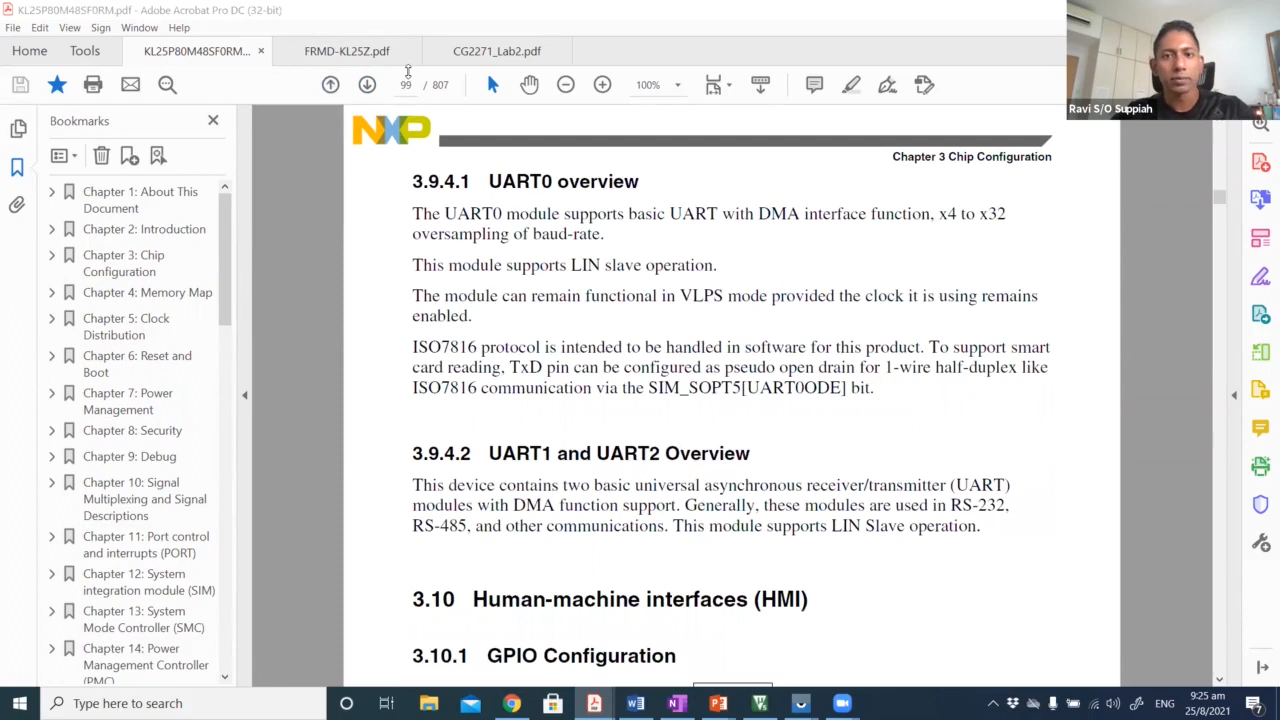 KL25P80M48SF0RM.pdf - Adobe Acrobat Pro DC (32-bit)
File Edit View Sign Window Help
Home Tools KL25P80M48SF0RM... × FRMD-KL25Z.pdf CG2271_Lab2.pdf
99 / 807 100%
Ravi S/O Suppiah
Bookmarks
Chapter 1: About This
Document
Chapter 2: Introduction
Chapter 3: Chip
Configuration
Chapter 4: Memory Map
Chapter 5: Clock
Distribution
Chapter 6: Reset and
Boot
Chapter 7: Power
Management
Chapter 8: Security
Chapter 9: Debug
Chapter 10: Signal
Multiplexing and Signal
Descriptions
Chapter 11: Port control
and interrupts (PORT)
Chapter 12: System
integration module (SIM)
Chapter 13: System
Mode Controller (SMC)
Chapter 14: Power
Management Controller
(PMC)
NXP
Chapter 3 Chip Configuration
3.9.4.1 UART0 overview
The UART0 module supports basic UART with DMA interface function, x4 to x32
oversampling of baud-rate.
This module supports LIN slave operation.
The module can remain functional in VLPS mode provided the clock it is using remains
enabled.
ISO7816 protocol is intended to be handled in software for this product. To support smart
card reading, TxD pin can be configured as pseudo open drain for 1-wire half-duplex like
ISO7816 communication via the SIM_SOPT5[UART0ODE] bit.
3.9.4.2 UART1 and UART2 Overview
This device contains two basic universal asynchronous receiver/transmitter (UART)
modules with DMA function support. Generally, these modules are used in RS-232,
RS-485, and other communications. This module supports LIN Slave operation.
3.10 Human-machine interfaces (HMI)
3.10.1 GPIO Configuration
Type here to search
ENG
9:25 am
25/8/2021
7